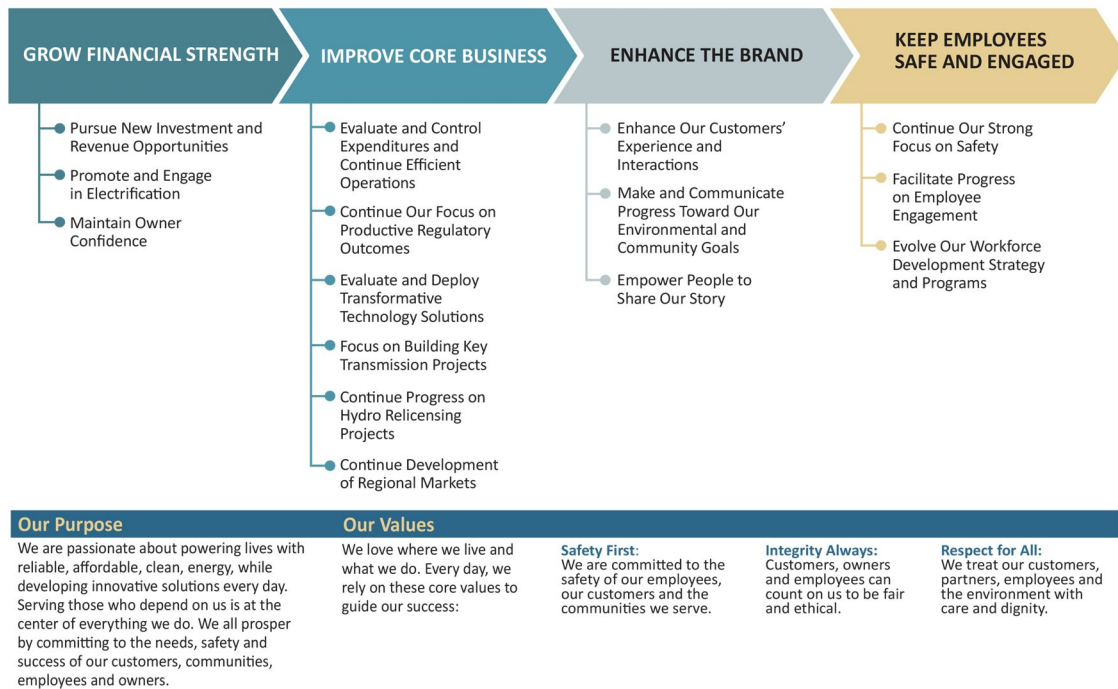 GROW FINANCIAL STRENGTH
Pursue New Investment and
Revenue Opportunities
Promote and Engage
in Electrification
Maintain Owner
Confidence
IMPROVE CORE BUSINESS
Evaluate and Control
Expenditures and
Continue Efficient
Operations
Continue Our Focus on
Productive Regulatory
Outcomes
Evaluate and Deploy
Transformative
Technology Solutions
Focus on Building Key
Transmission Projects
Continue Progress on
Hydro Relicensing
Projects
Continue Development
of Regional Markets
ENHANCE THE BRAND
Enhance Our Customers’
Experience and
Interactions
Make and Communicate
Progress Toward Our
Environmental and
Community Goals
Empower People to
Share Our Story
KEEP EMPLOYEES
SAFE AND ENGAGED
Continue Our Strong
Focus on Safety
Facilitate Progress
on Employee
Engagement
Evolve Our Workforce
Development Strategy
and Programs
Our Purpose
We are passionate about powering lives with
reliable, affordable, clean, energy, while
developing innovative solutions every day.
Serving those who depend on us is at the
center of everything we do. We all prosper
by committing to the needs, safety and
success of our customers, communities,
employees and owners.
Our Values
We love where we live and
what we do. Every day, we
rely on these core values to
guide our success:
Safety First:
We are committed to the
safety of our employees,
our customers and the
communities we serve.
Integrity Always:
Customers, owners
and employees can
count on us to be fair
and ethical.
Respect for All:
We treat our customers,
partners, employees and
the environment with
care and dignity.